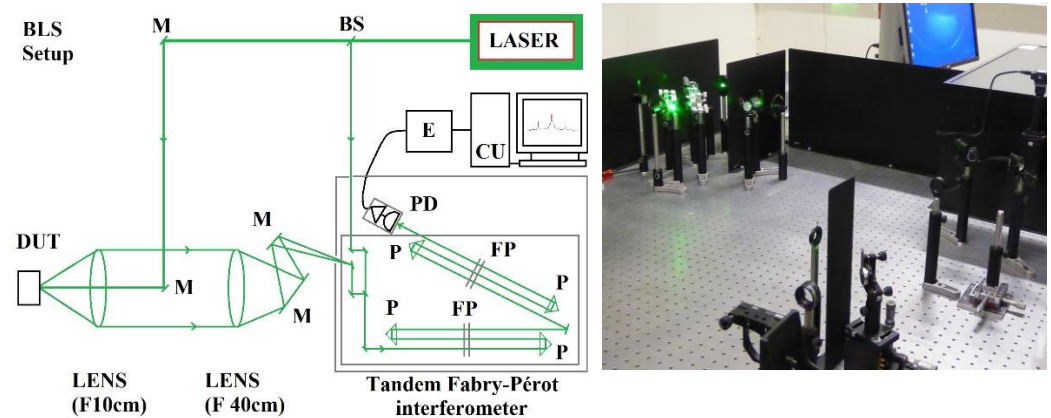 BLS
Setup
M
BS
LASER
E
CU
PD
M
DUT
P
FP
P
M
M
P
FP
P
LENS
(F10cm)
LENS
(F 40cm)
Tandem Fabry-Pérot
interferometer